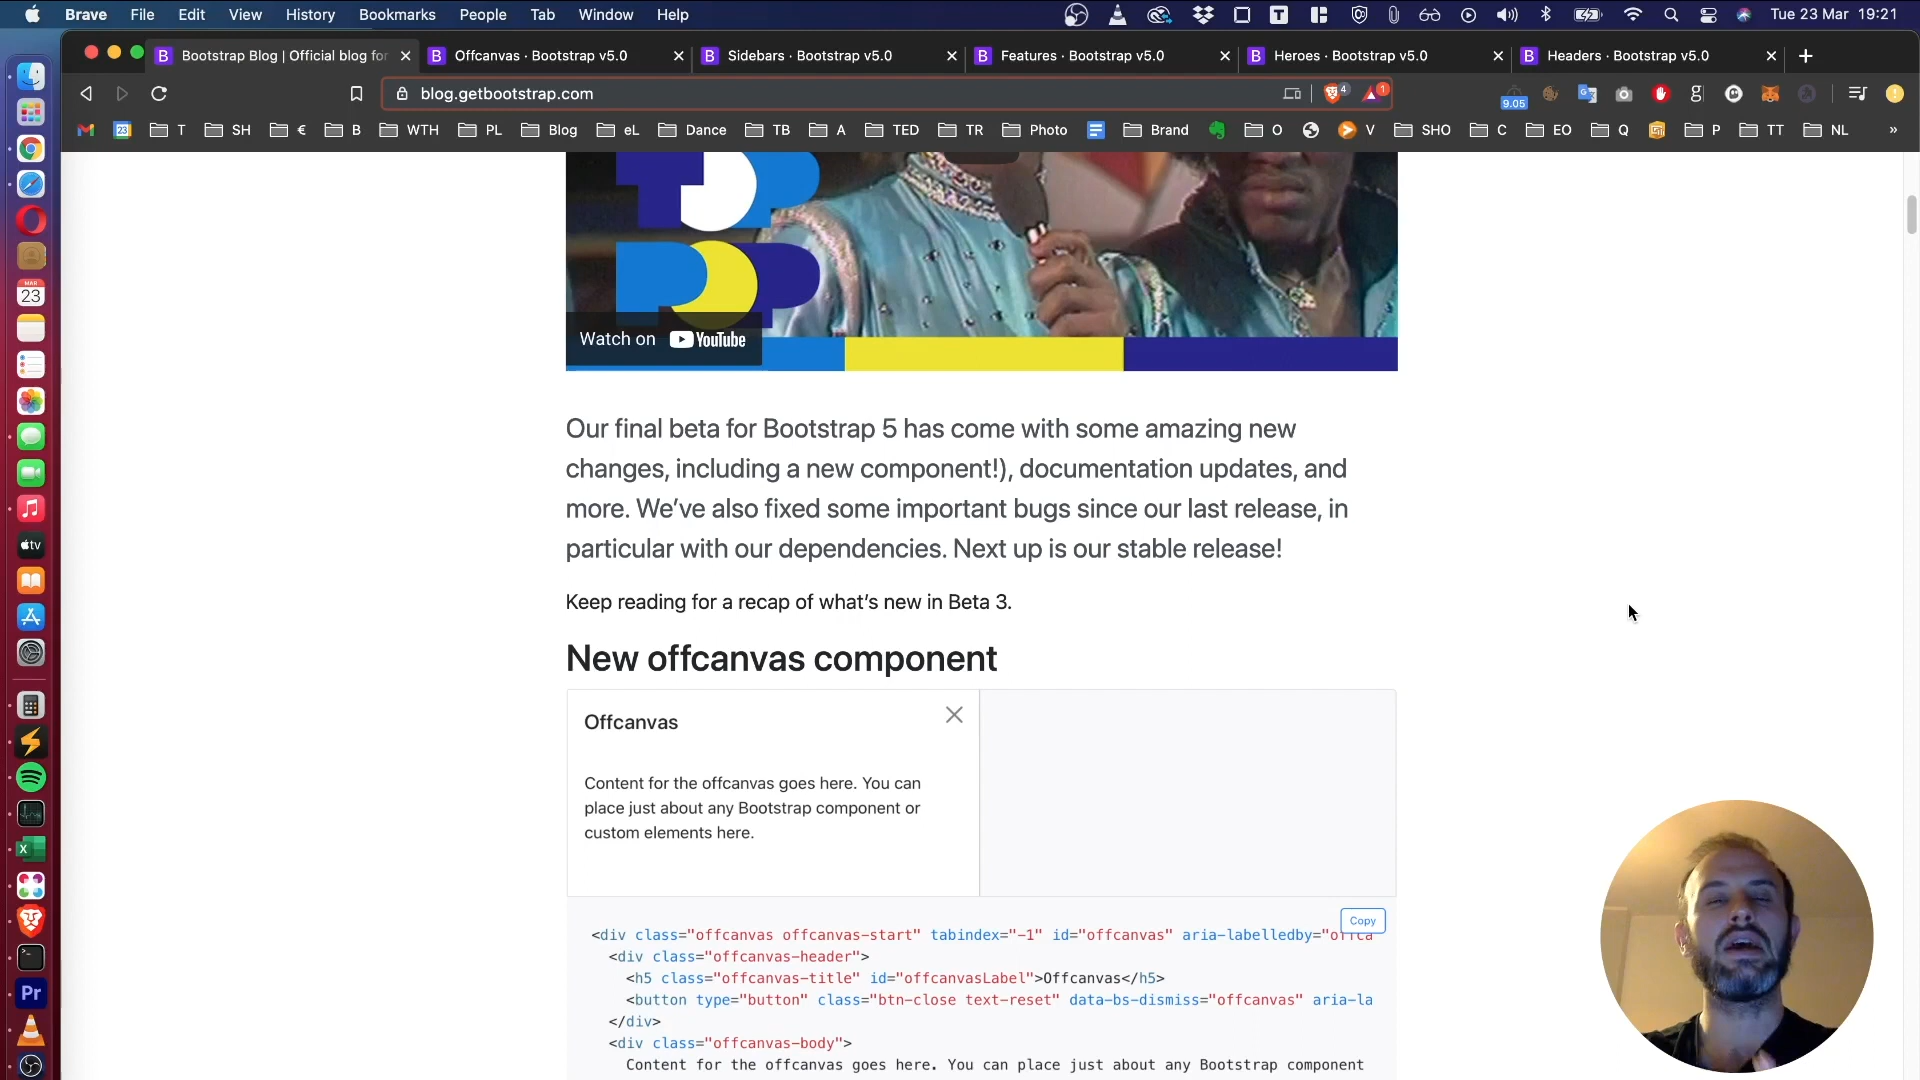 Brave File Edit View History Bookmarks People Tab Window Help Tue 23 Mar 19:21
Bootstrap Blog | Official blog for Offcanvas · Bootstrap v5.0 Sidebars · Bootstrap v5.0 Features · Bootstrap v5.0 Heroes · Bootstrap v5.0 Headers · Bootstrap v5.0
blog.getbootstrap.com 4 1 9.05
23 T SH € B WTH PL Blog eL Dance TB A TED TR Photo Brand O V SHO C EO Q P TT NL »
Watch on YouTube
Our final beta for Bootstrap 5 has come with some amazing new
changes, including a new component!), documentation updates, and
more. We’ve also fixed some important bugs since our last release, in
particular with our dependencies. Next up is our stable release!
Keep reading for a recap of what’s new in Beta 3.
New offcanvas component
Offcanvas
Content for the offcanvas goes here. You can
place just about any Bootstrap component or
custom elements here.
Copy
<div class="offcanvas offcanvas-start" tabindex="-1" id="offcanvas" aria-labelledby="offca
<div class="offcanvas-header">
<h5 class="offcanvas-title" id="offcanvasLabel">Offcanvas</h5>
<button type="button" class="btn-close text-reset" data-bs-dismiss="offcanvas" aria-la
</div>
<div class="offcanvas-body">
Content for the offcanvas goes here. You can place just about any Bootstrap component
MAR
23
tv
Pr